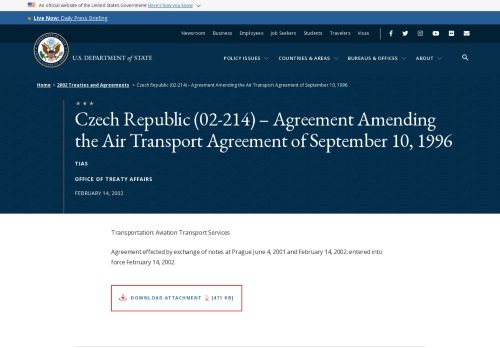 An official website of the United States Government Here's how you know
Live Now: Daily Press Briefing
Newsroom Business Employees Job Seekers Students Travelers Visas
U.S. DEPARTMENT of STATE
POLICY ISSUES COUNTRIES & AREAS BUREAUS & OFFICES ABOUT
Home > 2002 Treaties and Agreements > Czech Republic (02-214) – Agreement Amending the Air Transport Agreement of September 10, 1996
Czech Republic (02-214) – Agreement Amending
the Air Transport Agreement of September 10, 1996
TIAS
OFFICE OF TREATY AFFAIRS
FEBRUARY 14, 2002
Transportation: Aviation Transport Services
Agreement effected by exchange of notes at Prague June 4, 2001 and February 14, 2002; entered into
force February 14, 2002
DOWNLOAD ATTACHMENT [471 KB]